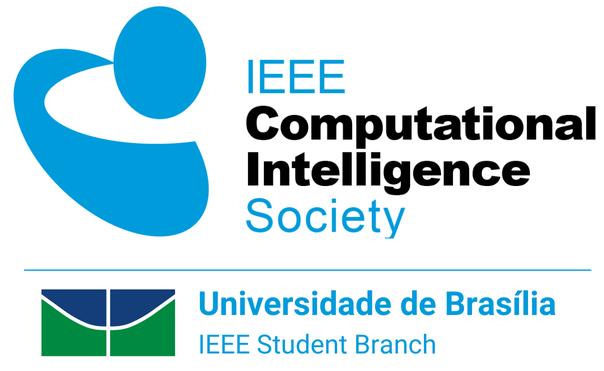 IEEE
Computational
Intelligence
Society
Universidade de Brasília
IEEE Student Branch